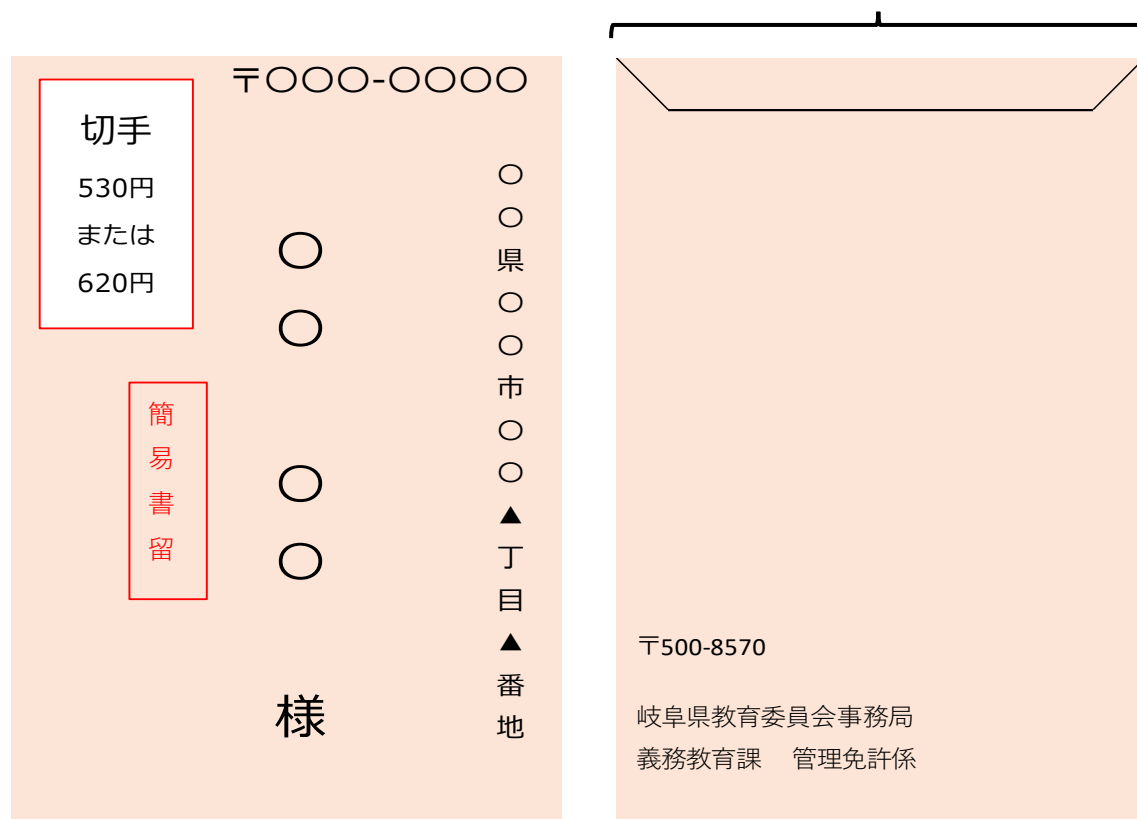 〒〇〇〇-〇〇〇〇
切手
530円
または
620円
〇〇県〇〇市〇〇▲丁目▲番地
〇〇 〇〇 様
簡易書留
〒500-8570
岐阜県教育委員会事務局
義務教育課 管理免許係